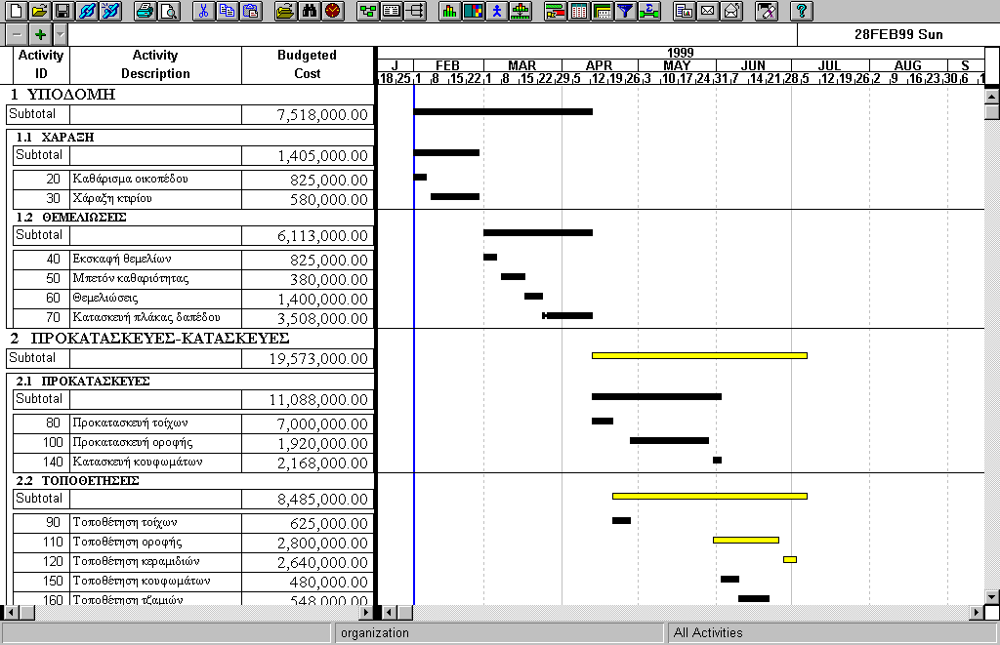 28FEB99 Sun
Activity ID Activity Description Budgeted Cost
1999
J FEB MAR APR MAY JUN JUL AUG S
18 25 1 8 15 22 1 8 15 22 29 5 12 19 26 3 10 17 24 31 7 14 21 28 5 12 19 26 2 9 16 23 30 6
1 ΥΠΟΔΟΜΗ
Subtotal 7,518,000.00
1.1 ΧΑΡΑΞΗ
Subtotal 1,405,000.00
20 Καθάρισμα οικοπέδου 825,000.00
30 Χάραξη κτιρίου 580,000.00
1.2 ΘΕΜΕΛΙΩΣΕΙΣ
Subtotal 6,113,000.00
40 Εκσκαφή θεμελίων 825,000.00
50 Μπετόν καθαριότητας 380,000.00
60 Θεμελιώσεις 1,400,000.00
70 Κατασκευή πλάκας δαπέδου 3,508,000.00
2 ΠΡΟΚΑΤΑΣΚΕΥΕΣ-ΚΑΤΑΣΚΕΥΕΣ
Subtotal 19,573,000.00
2.1 ΠΡΟΚΑΤΑΣΚΕΥΕΣ
Subtotal 11,088,000.00
80 Προκατασκευή τοίχων 7,000,000.00
100 Προκατασκευή οροφής 1,920,000.00
140 Κατασκευή κουφωμάτων 2,168,000.00
2.2 ΤΟΠΟΘΕΤΗΣΕΙΣ
Subtotal 8,485,000.00
90 Τοποθέτηση τοίχων 625,000.00
110 Τοποθέτηση οροφής 2,800,000.00
120 Τοποθέτηση κεραμιδιών 2,640,000.00
150 Τοποθέτηση κουφωμάτων 480,000.00
160 Τοποθέτηση τζαμιών 548,000.00
organization
All Activities